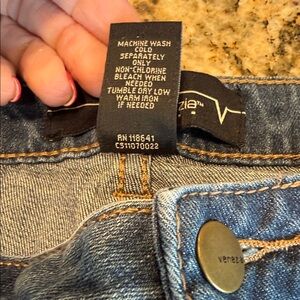 MACHINE WASH
COLD
SEPARATELY
ONLY
NON-CHLORINE
BLEACH WHEN
NEEDED
TUMBLE DRY LOW
WARM IRON
IF NEEDED
RN 118641
CS11070022
zia™
venezia